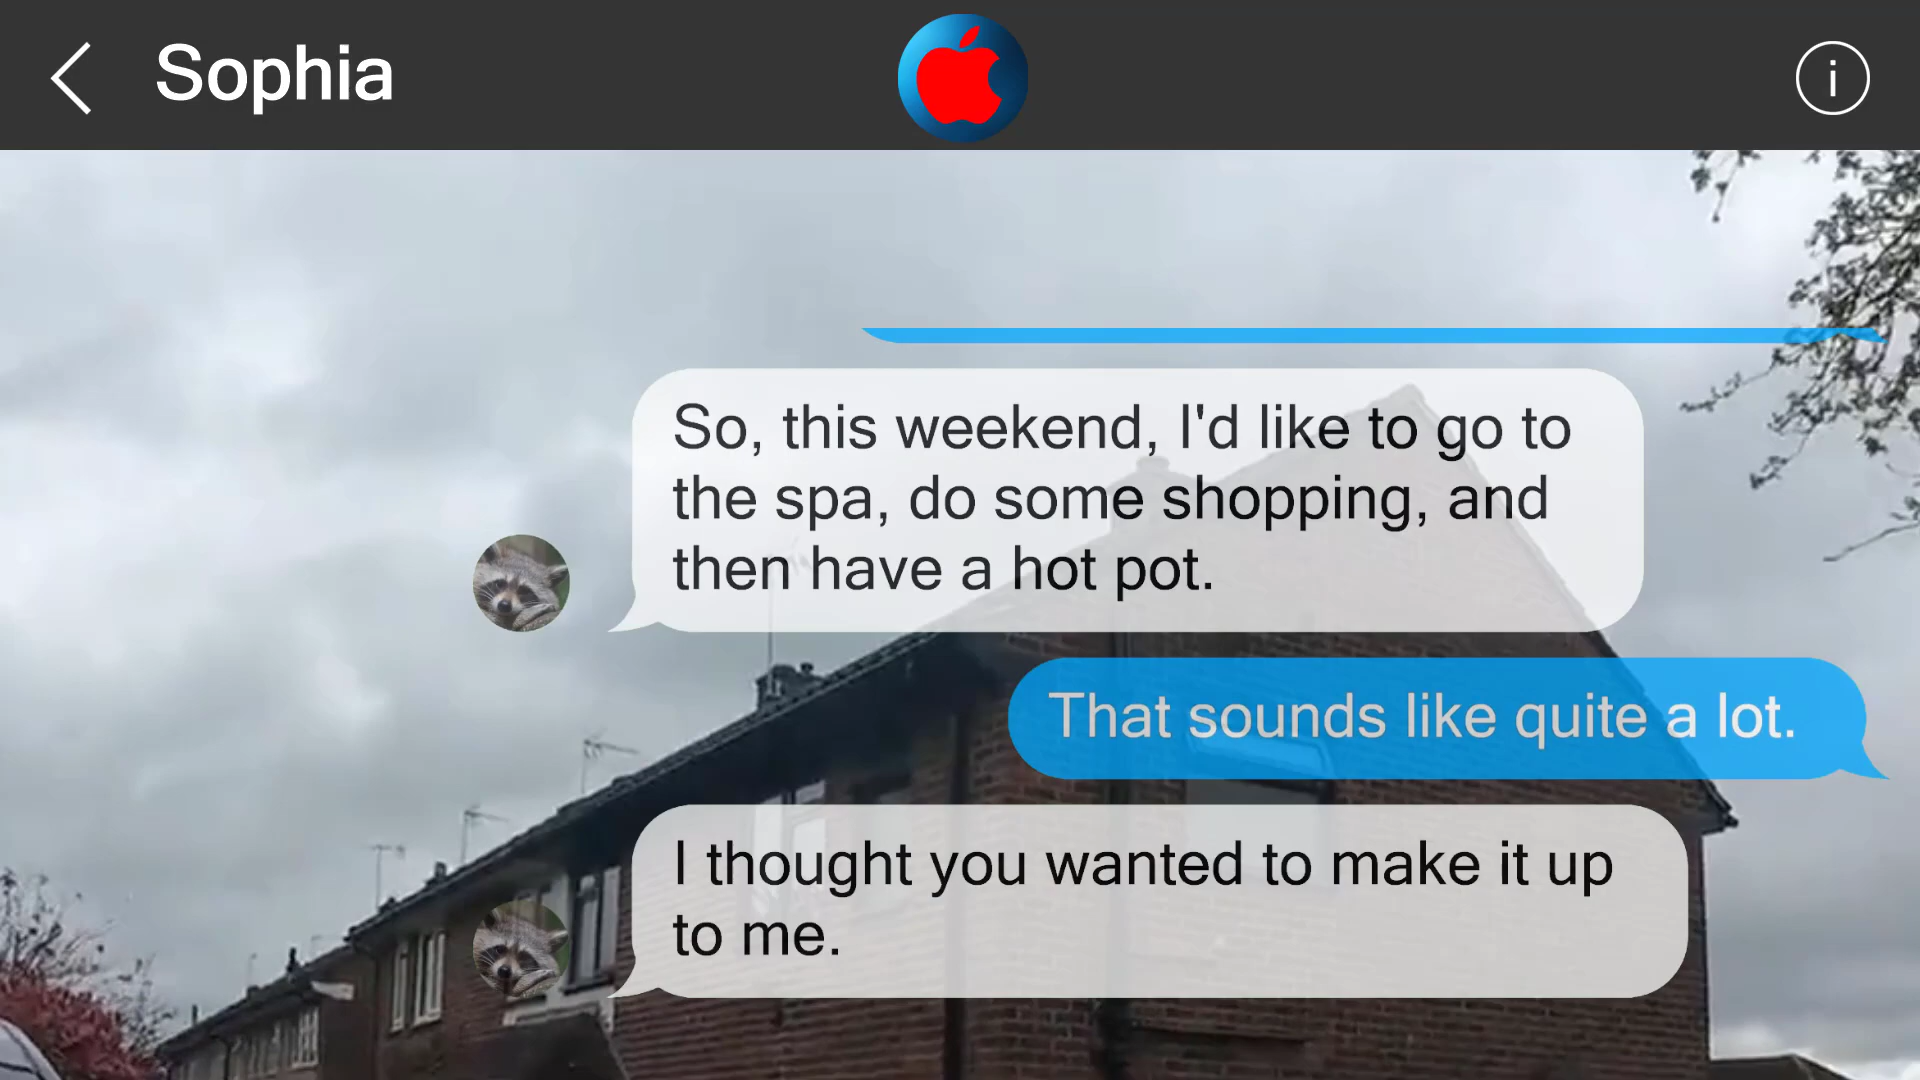 Sophia
So, this weekend, I'd like to go to
the spa, do some shopping, and
then have a hot pot.
That sounds like quite a lot.
I thought you wanted to make it up
to me.